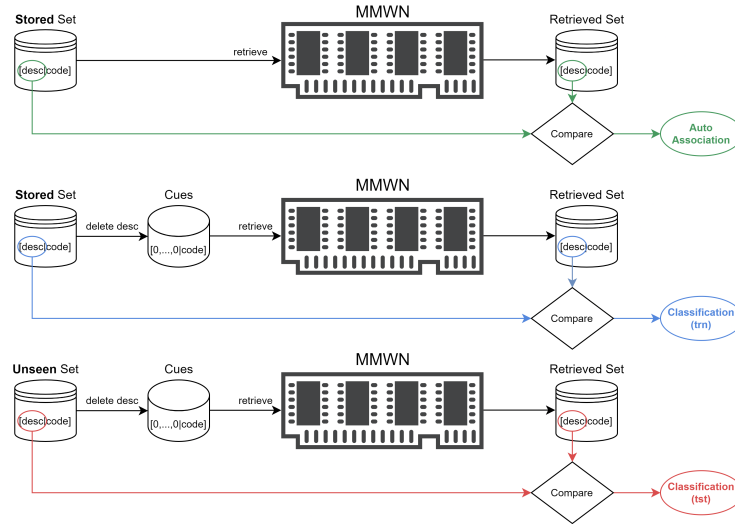 Stored Set
MMWN
Retrieved Set
retrieve
[desc|code]
[desc|code]
Compare
Auto
Association
Stored Set
Cues
MMWN
Retrieved Set
delete desc
retrieve
[desc|code]
[0,...,0|code]
[desc|code]
Compare
Classification
(trn)
Unseen Set
Cues
MMWN
Retrieved Set
delete desc
retrieve
[desc|code]
[0,...,0|code]
[desc|code]
Compare
Classification
(tst)